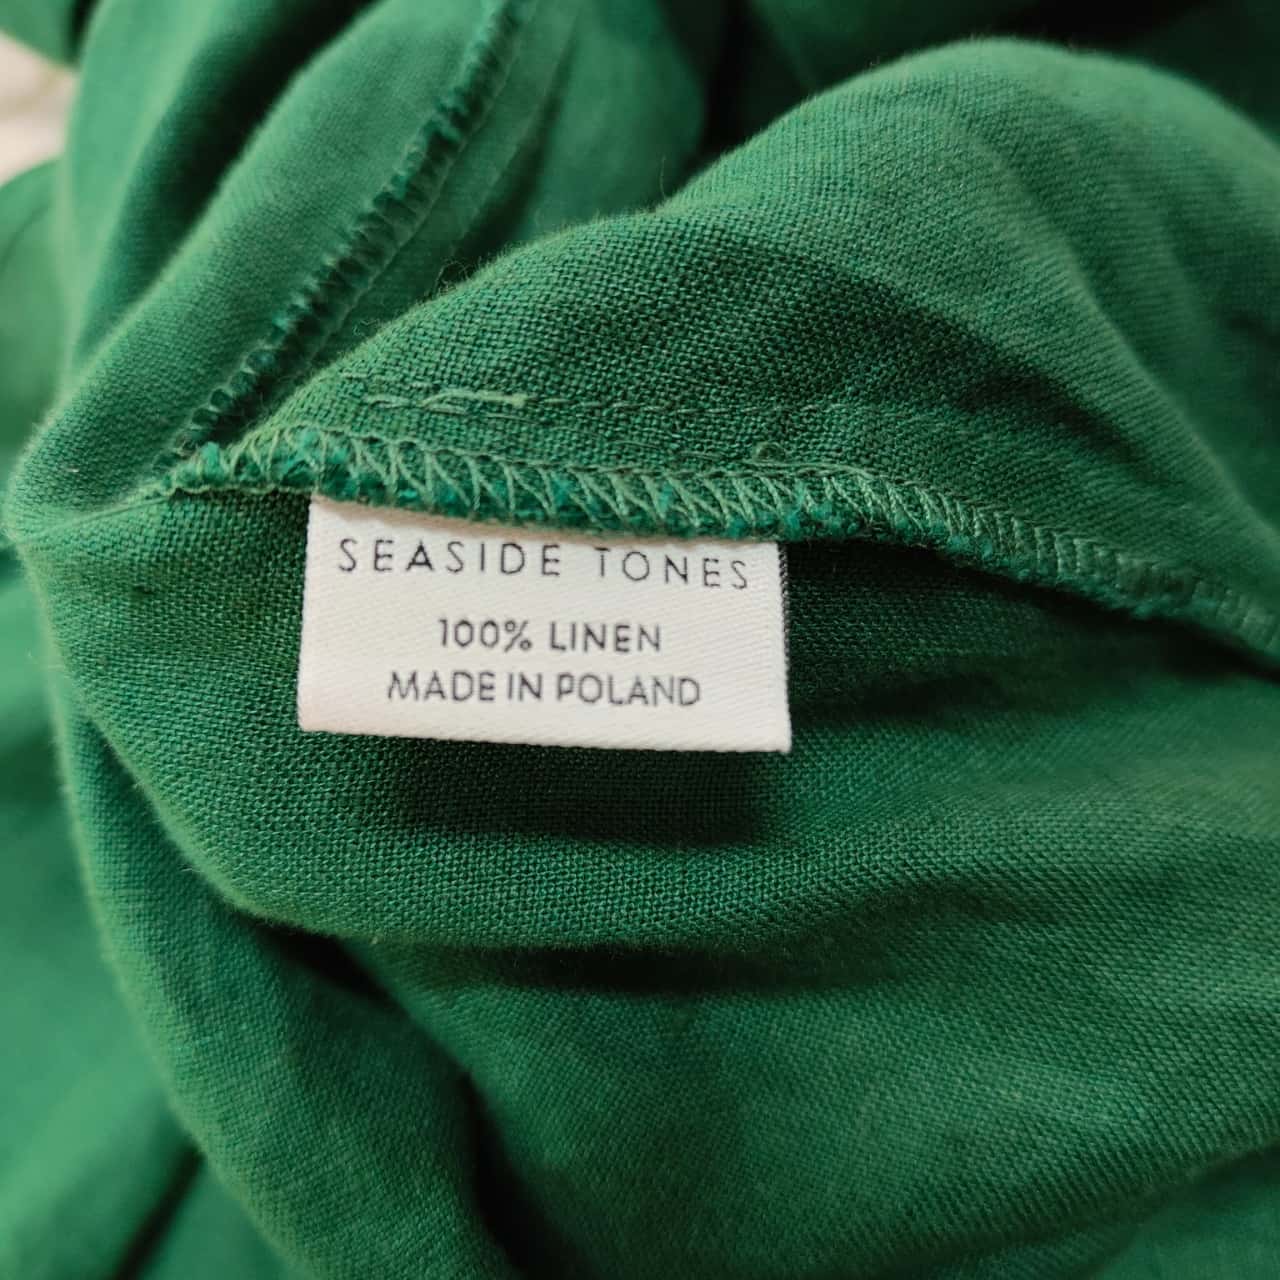 SEASIDE TONES
100% LINEN
MADE IN POLAND